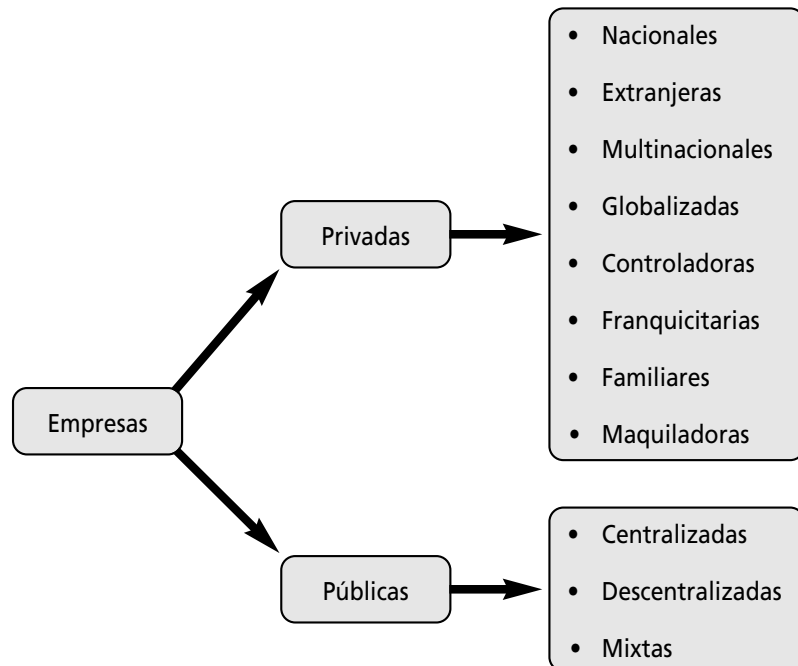 Empresas
Privadas
• Nacionales
• Extranjeras
• Multinacionales
• Globalizadas
• Controladoras
• Franquicitarias
• Familiares
• Maquiladoras
Públicas
• Centralizadas
• Descentralizadas
• Mixtas